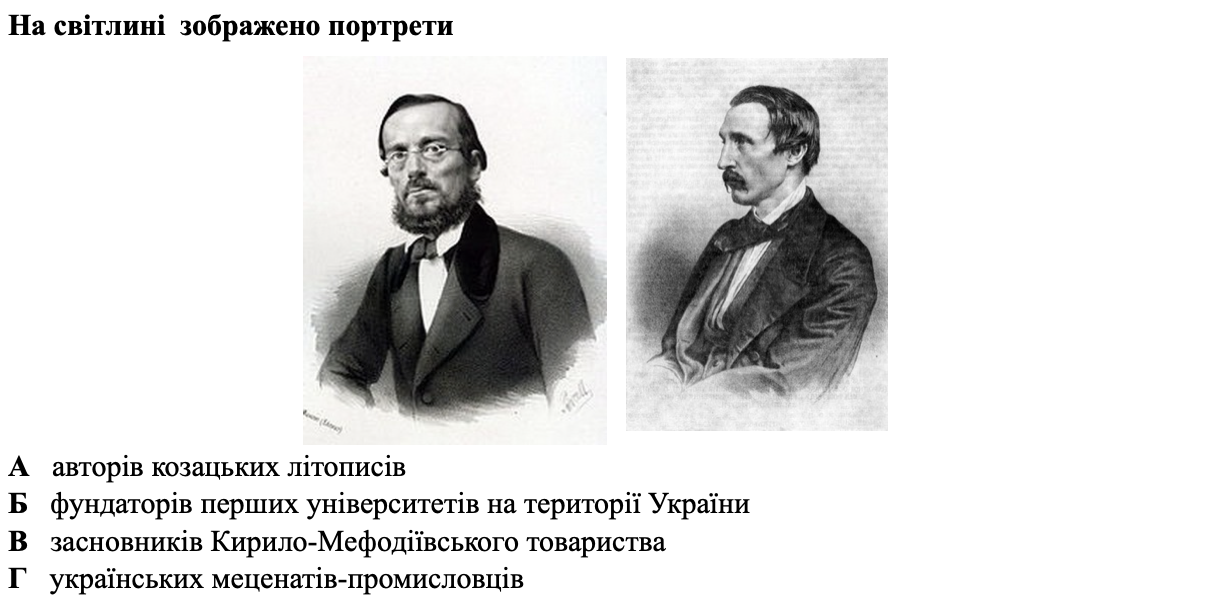 На світлині зображено портрети
А авторів козацьких літописів
Б фундаторів перших університетів на території України
В засновників Кирило-Мефодіївського товариства
Г українських меценатів-промисловців